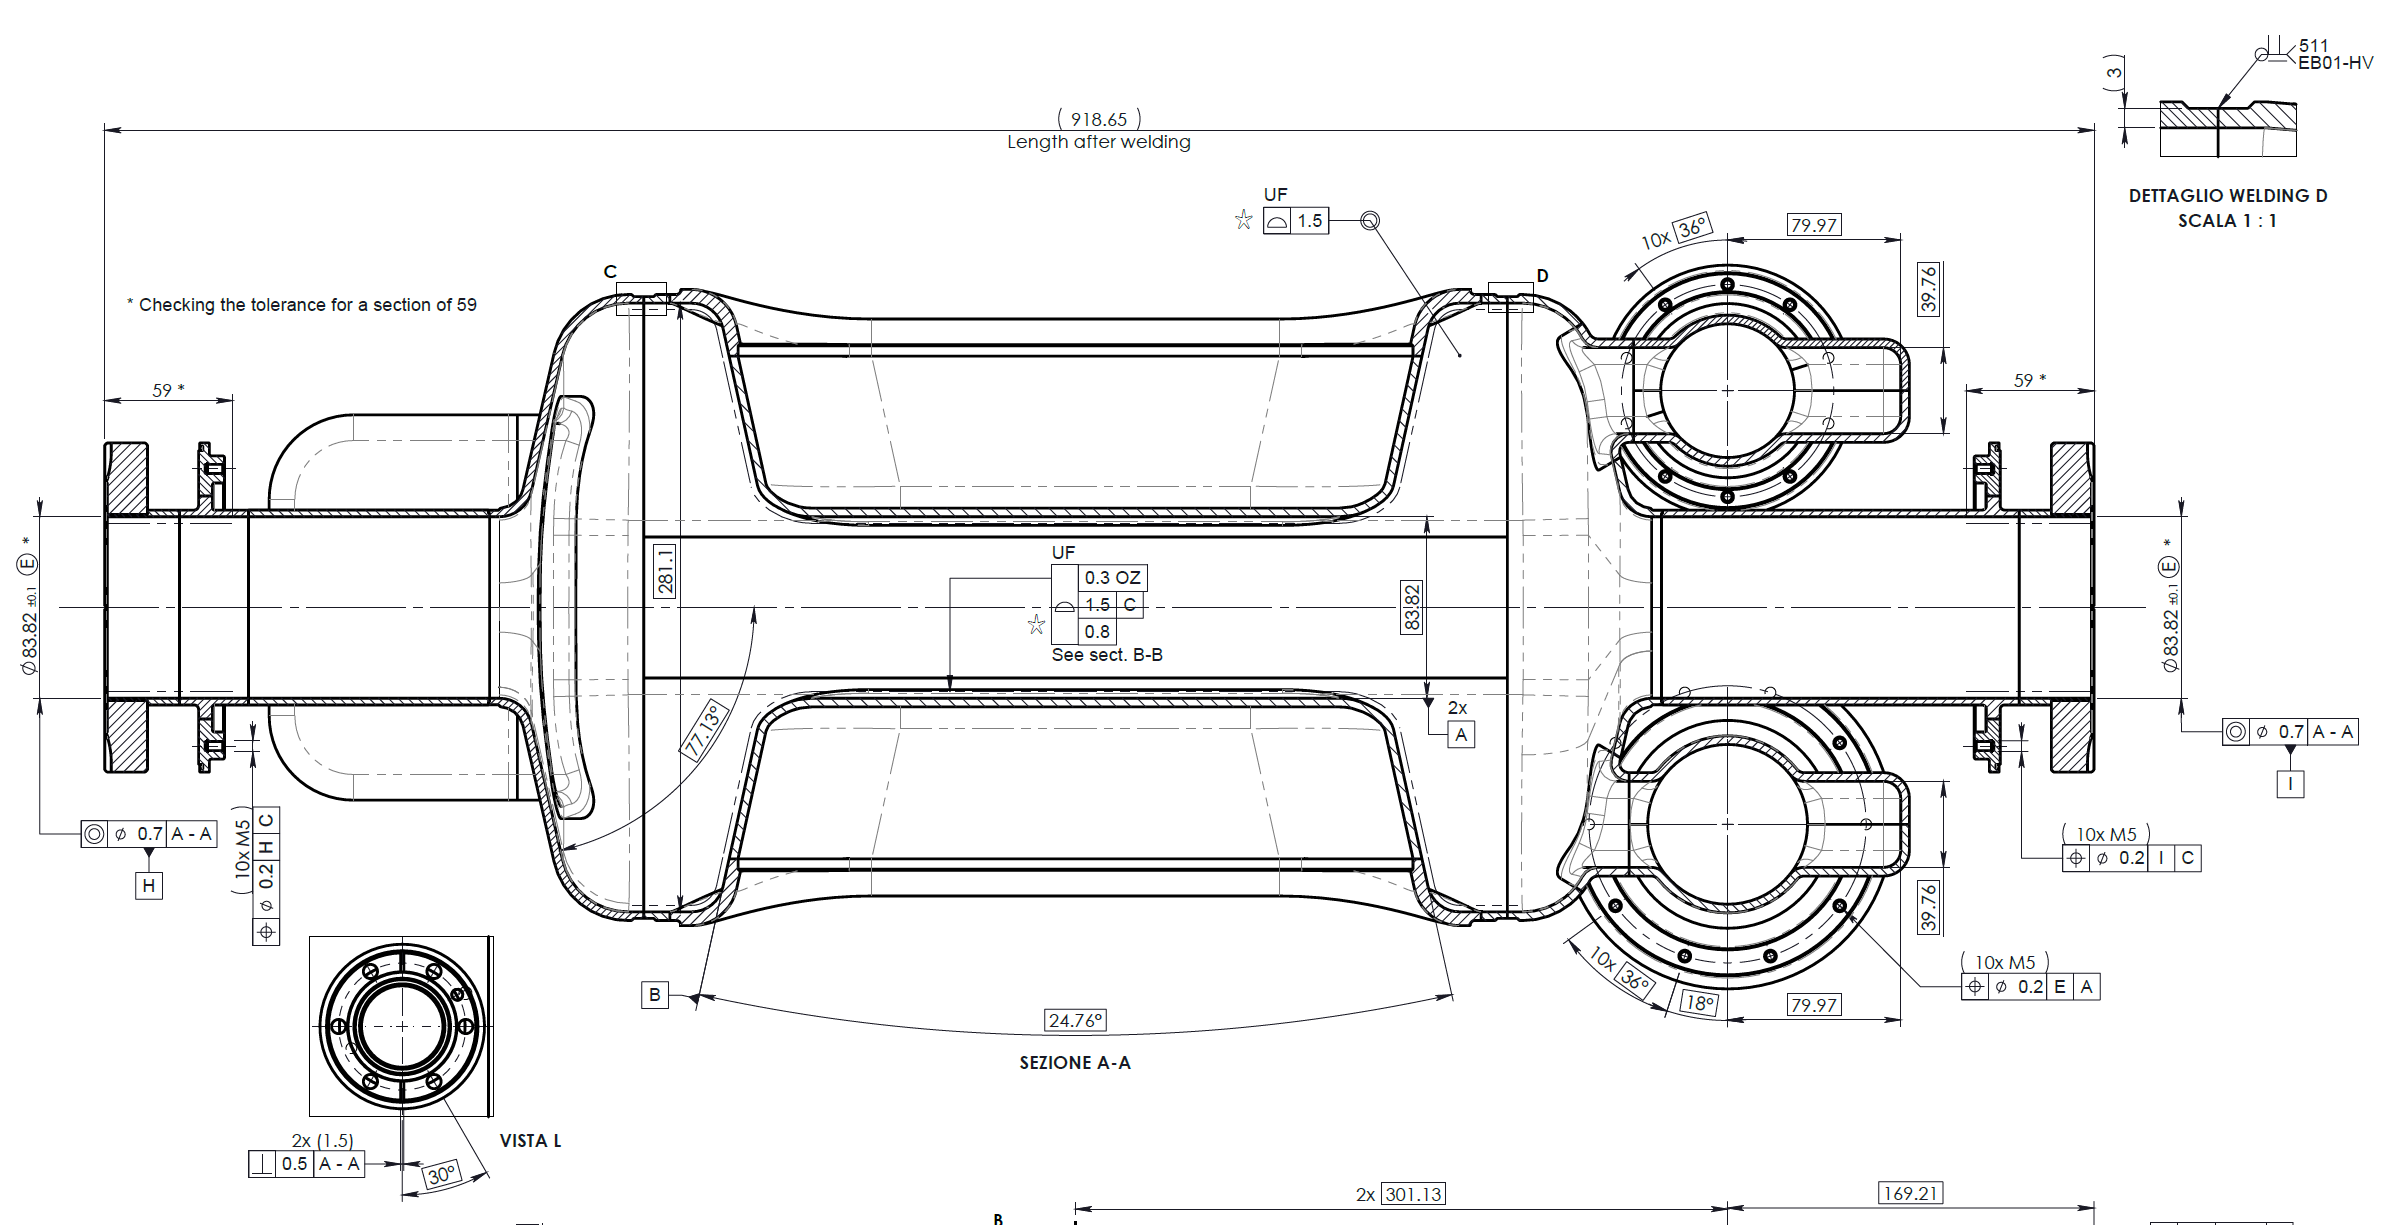 511
EB01-HV
( 3 )
( 918.65 )
Length after welding
DETTAGLIO WELDING D
SCALA 1 : 1
UF
1.5
10x 36°
79.97
39.76
C
D
* Checking the tolerance for a section of 59
59 *
59 *
Ø83.82 ±0.1 Ⓔ *
281.1
UF
0.3 OZ
1.5 C
0.8
See sect. B-B
83.82
Ø83.82 ±0.1 Ⓔ *
77.13°
2x
A
⌀ 0.7 A - A
I
⌀ 0.7 A - A
H
(10x M5)
⌀ 0.2 H C
(10x M5)
⌀ 0.2 I C
39.76
10x 36°
18°
79.97
(10x M5)
⌀ 0.2 E A
B
24.76°
SEZIONE A-A
2x (1.5)
0.5 A - A
30°
VISTA L
2x 301.13
169.21
B